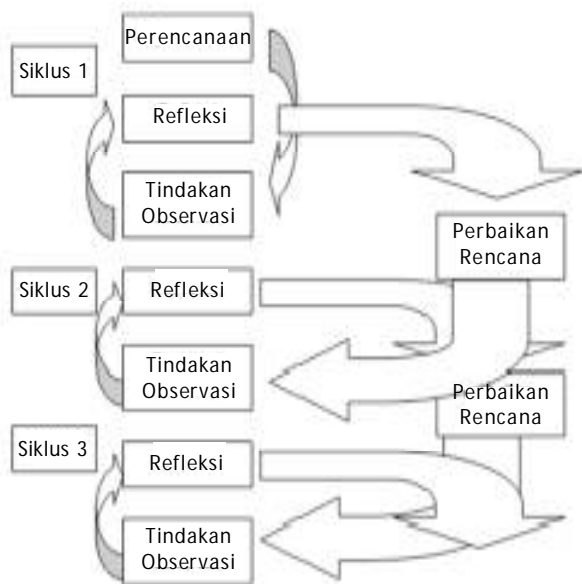 Perencanaan
Siklus 1
Refleksi
Tindakan
Observasi
Perbaikan
Rencana
Siklus 2
Refleksi
Tindakan
Observasi
Perbaikan
Rencana
Siklus 3
Refleksi
Tindakan
Observasi